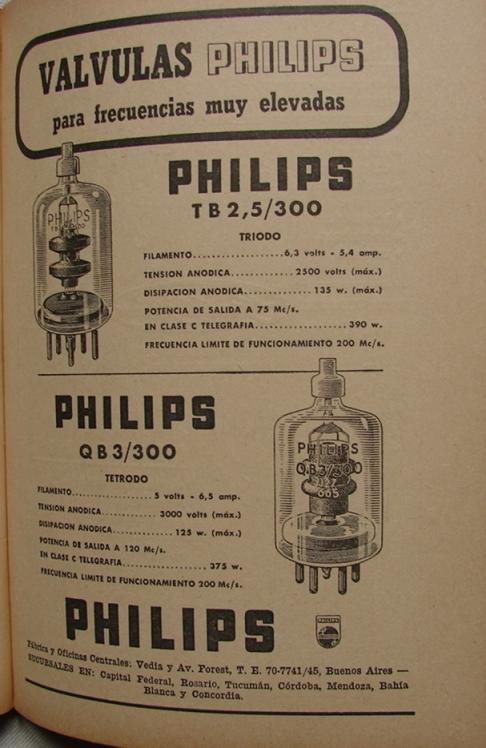 VALVULAS PHILIPS
para frecuencias muy elevadas
PHILIPS
TB 2,5/300
TRIODO
FILAMENTO....................6,3 volts - 5,4 amp.
TENSION ANODICA............. 2500 volts (máx.)
DISIPACION ANODICA............... 135 w. (máx.)
POTENCIA DE SALIDA A 75 Mc/s.
EN CLASE C TELEGRAFIA.................... 390 w.
FRECUENCIA LIMITE DE FUNCIONAMIENTO 200 Mc/s.
PHILIPS
PHILIPS
QB3/300
TETRODO
FILAMENTO.................. 5 volts - 6,5 amp.
TENSION ANODICA............. 3000 volts (máx.)
DISIPACION ANODICA............. 125 w. (máx.)
POTENCIA DE SALIDA A 120 Mc/s.
EN CLASE C TELEGRAFIA.................... 375 w.
FRECUENCIA LIMITE DE FUNCIONAMIENTO 200 Mc/s.
PHILIPS
QB3/300
PHILIPS
Fábrica y Oficinas Centrales: Vedia y Av. Forest, T. E. 70-7741/45, Buenos Aires —
SUCURSALES EN: Capital Federal, Rosario, Tucumán, Córdoba, Mendoza, Bahía
Blanca y Concordia.